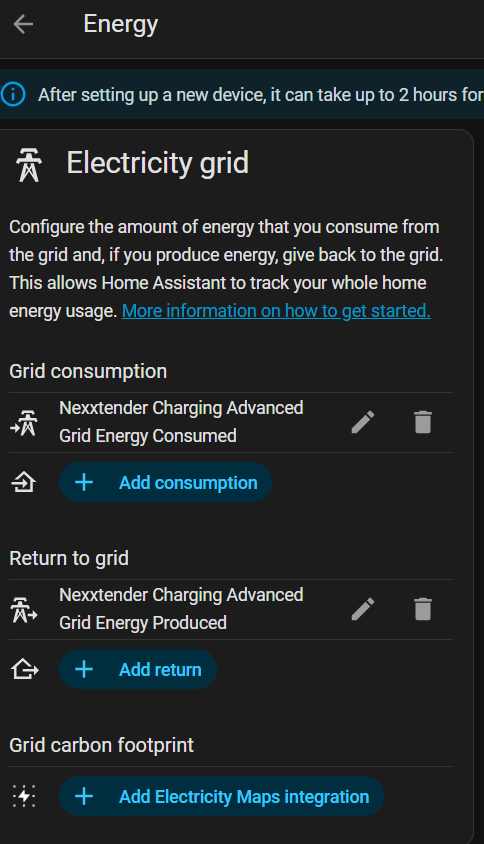 Energy
After setting up a new device, it can take up to 2 hours for
Electricity grid
Configure the amount of energy that you consume from
the grid and, if you produce energy, give back to the grid.
This allows Home Assistant to track your whole home
energy usage. More information on how to get started.
Grid consumption
Nexxtender Charging Advanced
Grid Energy Consumed
Add consumption
Return to grid
Nexxtender Charging Advanced
Grid Energy Produced
Add return
Grid carbon footprint
Add Electricity Maps integration